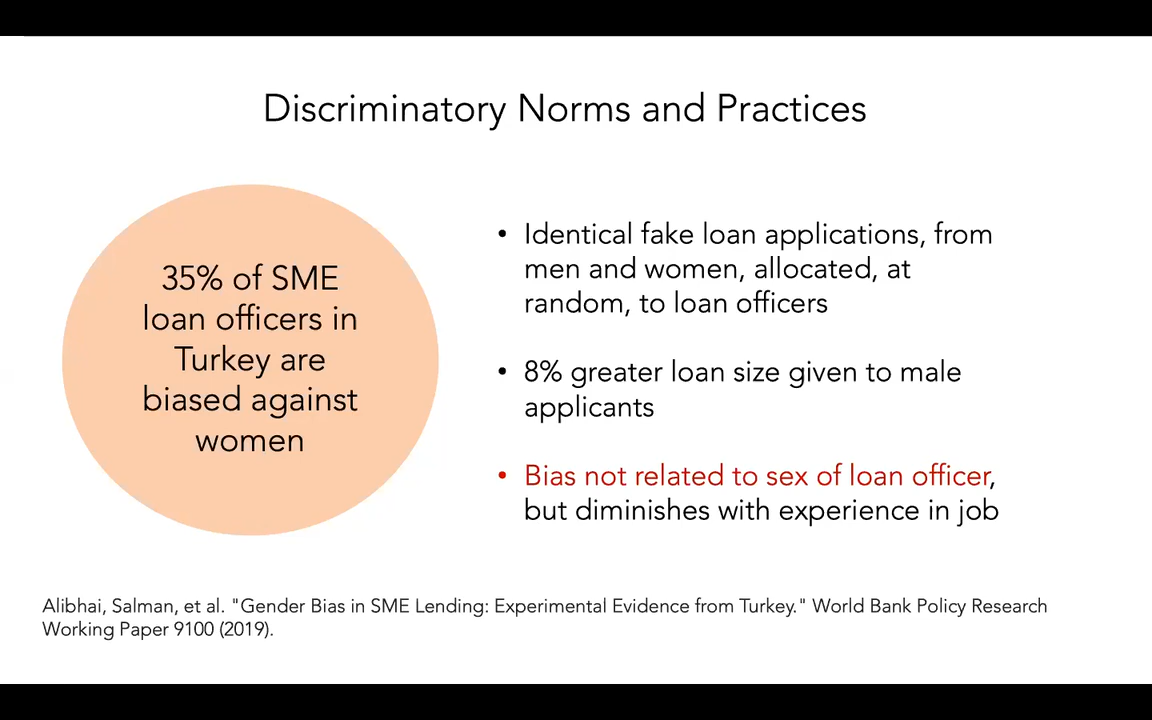 Discriminatory Norms and Practices
35% of SME
loan officers in
Turkey are
biased against
women
• Identical fake loan applications, from
men and women, allocated, at
random, to loan officers
• 8% greater loan size given to male
applicants
• Bias not related to sex of loan officer,
but diminishes with experience in job
Alibhai, Salman, et al. "Gender Bias in SME Lending: Experimental Evidence from Turkey." World Bank Policy Research
Working Paper 9100 (2019).